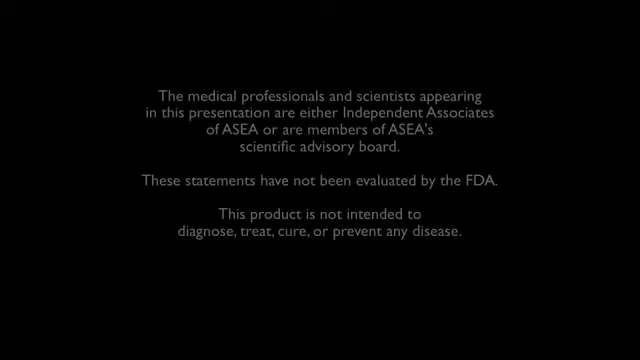 The medical professionals and scientists appearing
in this presentation are either Independent Associates
of ASEA or are members of ASEA's
scientific advisory board.
These statements have not been evaluated by the FDA.
This product is not intended to
diagnose, treat, cure, or prevent any disease.